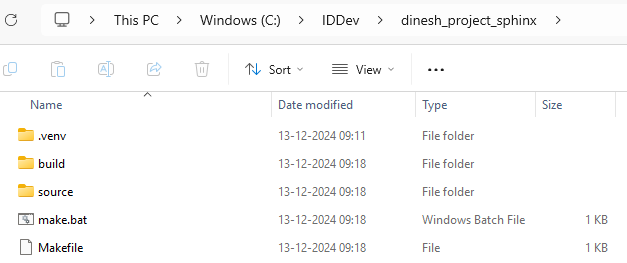 This PC > Windows (C:) > IDDev > dinesh_project_sphinx >
Sort View
Name Date modified Type Size
.venv 13-12-2024 09:11 File folder
build 13-12-2024 09:18 File folder
source 13-12-2024 09:18 File folder
make.bat 13-12-2024 09:18 Windows Batch File 1 KB
Makefile 13-12-2024 09:18 File 1 KB